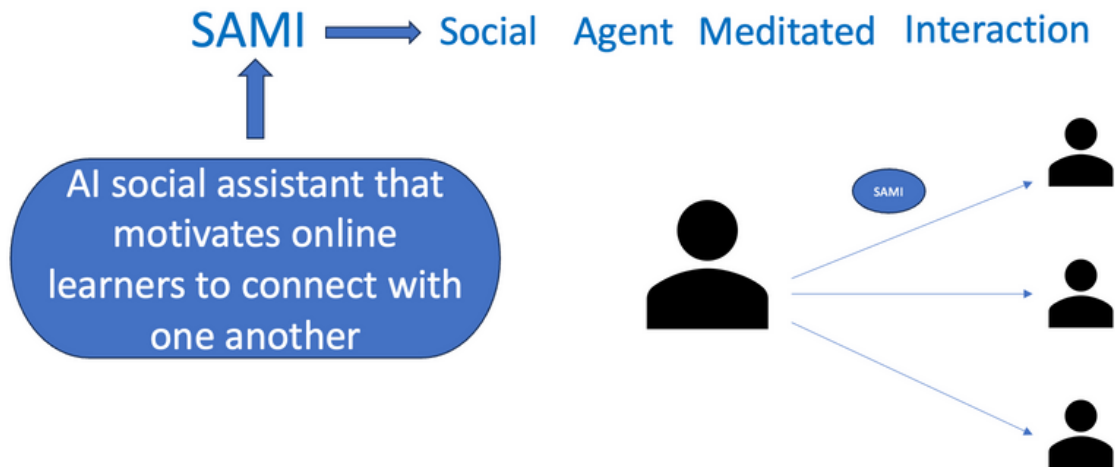 SAMI Social Agent Meditated Interaction
AI social assistant that
motivates online
learners to connect with
one another
SAMI